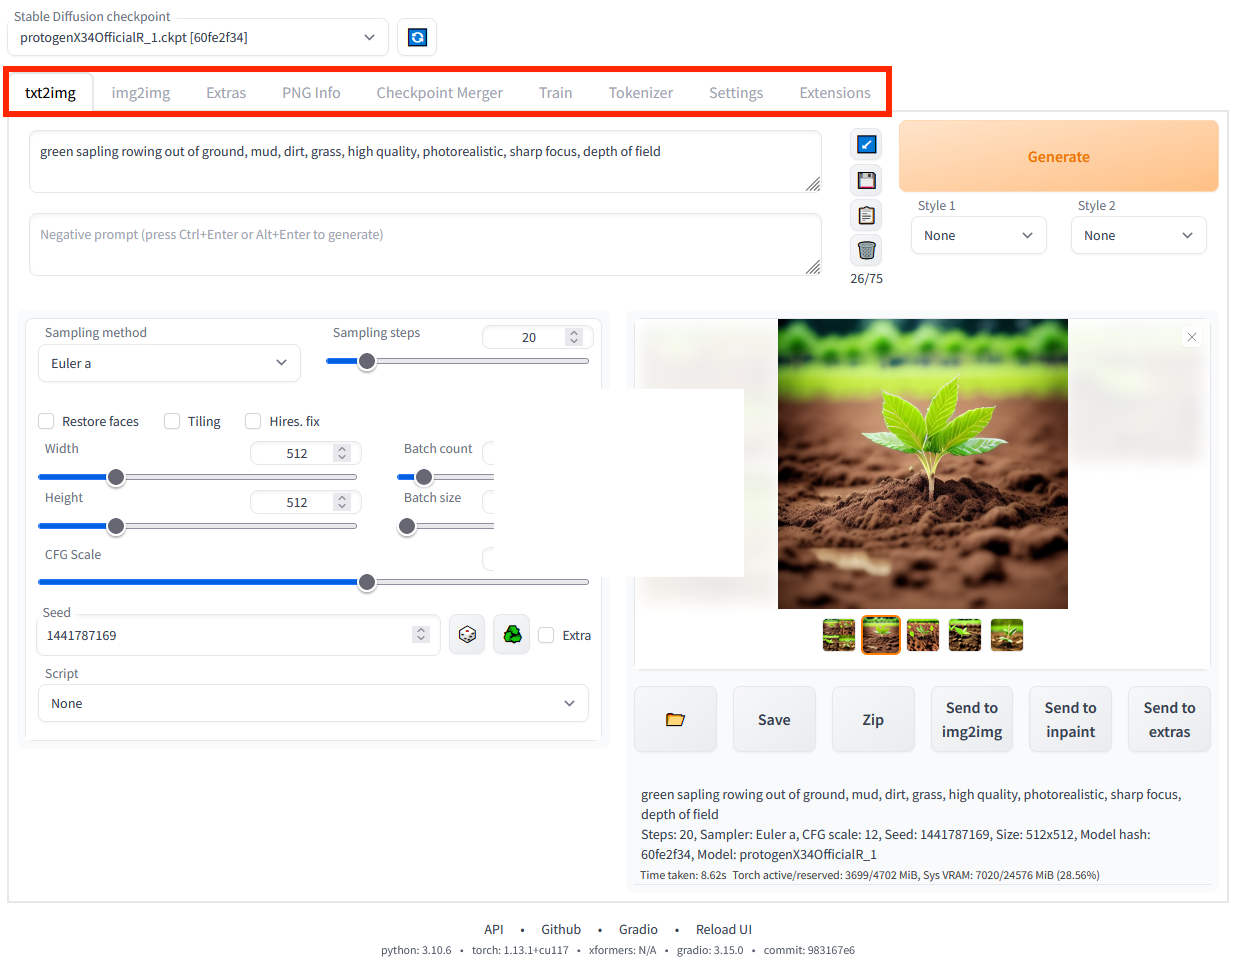 Stable Diffusion checkpoint
protogenX34OfficialR_1.ckpt [60fe2f34]
txt2img img2img Extras PNG Info Checkpoint Merger Train Tokenizer Settings Extensions
green sapling rowing out of ground, mud, dirt, grass, high quality, photorealistic, sharp focus, depth of field
Generate
Style 1 Style 2
None None
Negative prompt (press Ctrl+Enter or Alt+Enter to generate)
26/75
Sampling method
Euler a
Sampling steps 20
Restore faces Tiling Hires. fix
Width 512 Batch count
Height 512 Batch size
CFG Scale
Seed
1441787169
Extra
Script
None
Save Zip Send to img2img Send to inpaint Send to extras
green sapling rowing out of ground, mud, dirt, grass, high quality, photorealistic, sharp focus,
depth of field
Steps: 20, Sampler: Euler a, CFG scale: 12, Seed: 1441787169, Size: 512x512, Model hash:
60fe2f34, Model: protogenX34OfficialR_1
Time taken: 8.62s Torch active/reserved: 3699/4702 MiB, Sys VRAM: 7020/24576 MiB (28.56%)
API • Github • Gradio • Reload UI
python: 3.10.6 • torch: 1.13.1+cu117 • xformers: N/A • gradio: 3.15.0 • commit: 983167e6